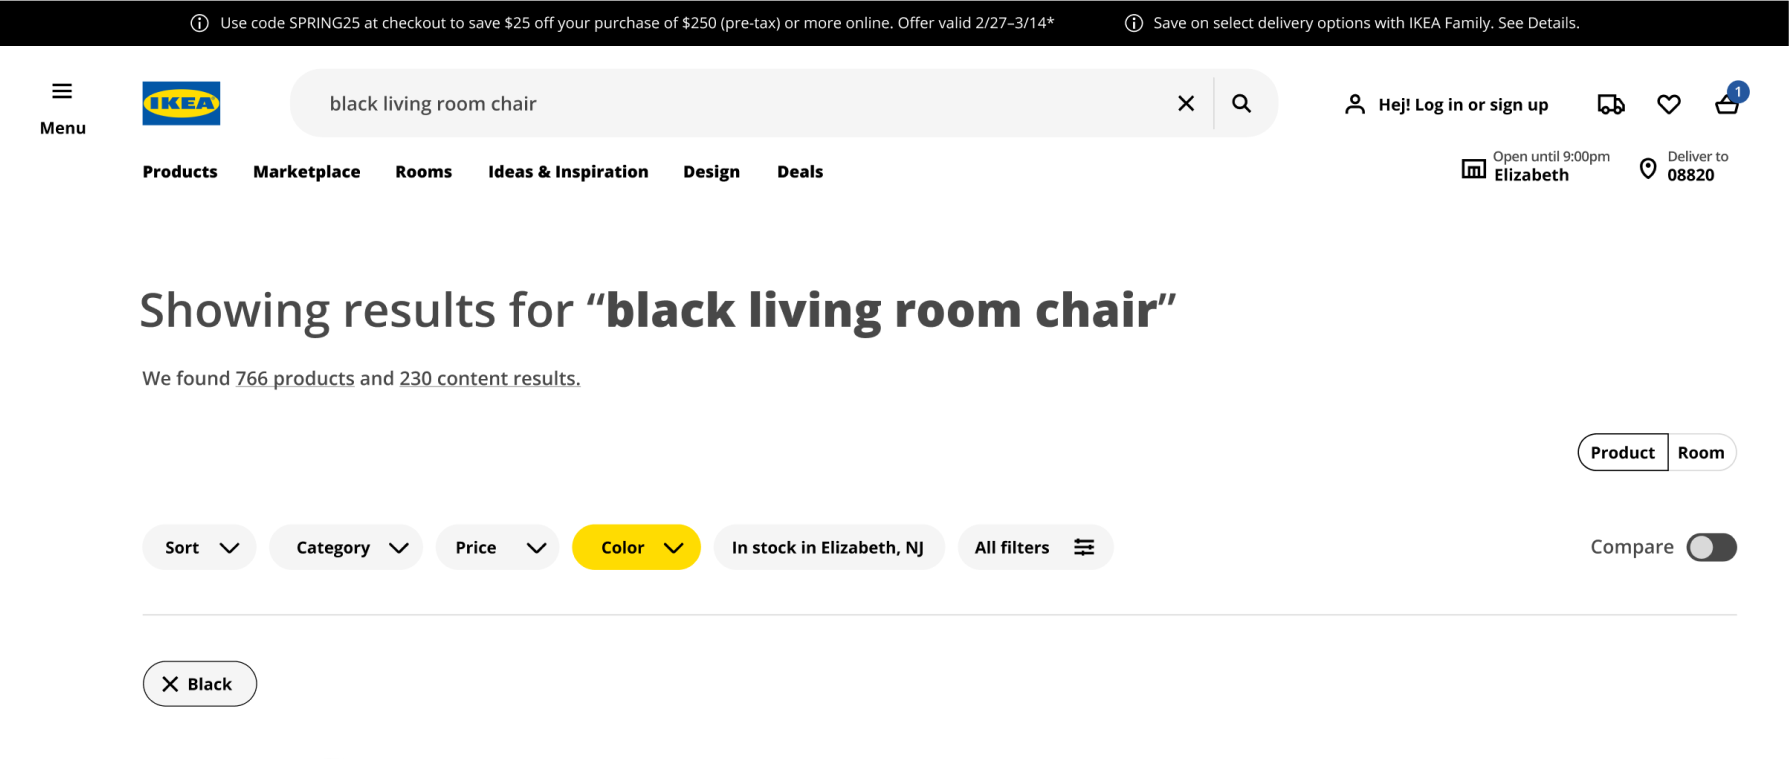 Use code SPRING25 at checkout to save $25 off your purchase of $250 (pre-tax) or more online. Offer valid 2/27–3/14*
Save on select delivery options with IKEA Family. See Details.
Menu
IKEA
black living room chair
Hej! Log in or sign up
1
Products
Marketplace
Rooms
Ideas & Inspiration
Design
Deals
Open until 9:00pm
Elizabeth
Deliver to
08820
Showing results for “black living room chair”
We found 766 products and 230 content results.
Product
Room
Sort
Category
Price
Color
In stock in Elizabeth, NJ
All filters
Compare
Black